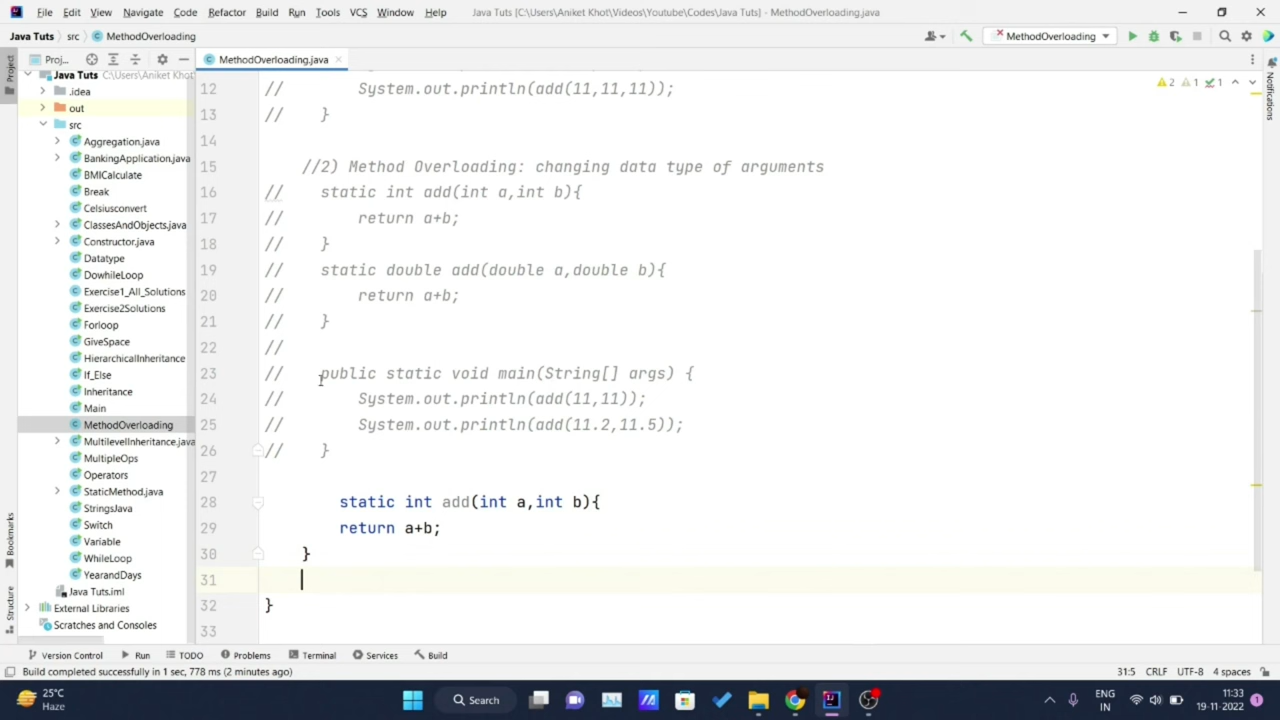 File Edit View Navigate Code Refactor Build Run Tools VCS Window Help Java Tuts [C:\Users\Aniket Khot\Videos\Youtube\Codes\Java Tuts] - MethodOverloading.java
Java Tuts src MethodOverloading MethodOverloading
Proj... MethodOverloading.java
Project
Java Tuts C:\Users\Aniket Khot
.idea
out
src
Aggregation.java
BankingApplication.java
BMICalculate
Break
Celsiusconvert
ClassesAndObjects.java
Constructor.java
Datatype
DowhileLoop
Exercise1_All_Solutions
Exercise2Solutions
Forloop
GiveSpace
HierarchicalInheritance
If_Else
Inheritance
Main
MethodOverloading
MultilevelInheritance.java
MultipleOps
Operators
StaticMethod.java
StringsJava
Switch
Variable
WhileLoop
YearandDays
Java Tuts.iml
External Libraries
Scratches and Consoles
Bookmarks
Structure
12 // System.out.println(add(11,11,11));
13 // }
14
15 //2) Method Overloading: changing data type of arguments
16 // static int add(int a,int b){
17 // return a+b;
18 // }
19 // static double add(double a,double b){
20 // return a+b;
21 // }
22 //
23 // public static void main(String[] args) {
24 // System.out.println(add(11,11));
25 // System.out.println(add(11.2,11.5));
26 // }
27
28 static int add(int a,int b){
29 return a+b;
30 }
31
32 }
33
2 1 1
Notifications
Version Control Run TODO Problems Terminal Services Build
Build completed successfully in 1 sec, 778 ms (2 minutes ago) 31:5 CRLF UTF-8 4 spaces
25°C
Haze
Search
ENG
IN
11:33
19-11-2022
1